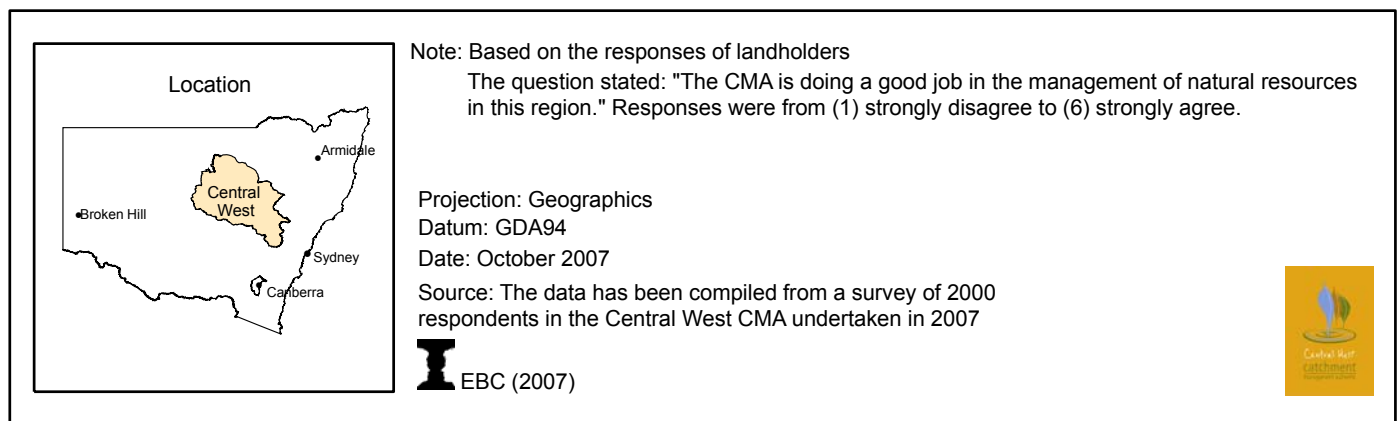 Location
Armidale
Central
West
Broken Hill
Sydney
Canberra
Note: Based on the responses of landholders
The question stated: "The CMA is doing a good job in the management of natural resources
in this region." Responses were from (1) strongly disagree to (6) strongly agree.
Projection: Geographics
Datum: GDA94
Date: October 2007
Source: The data has been compiled from a survey of 2000
respondents in the Central West CMA undertaken in 2007
EBC (2007)
Central West
catchment